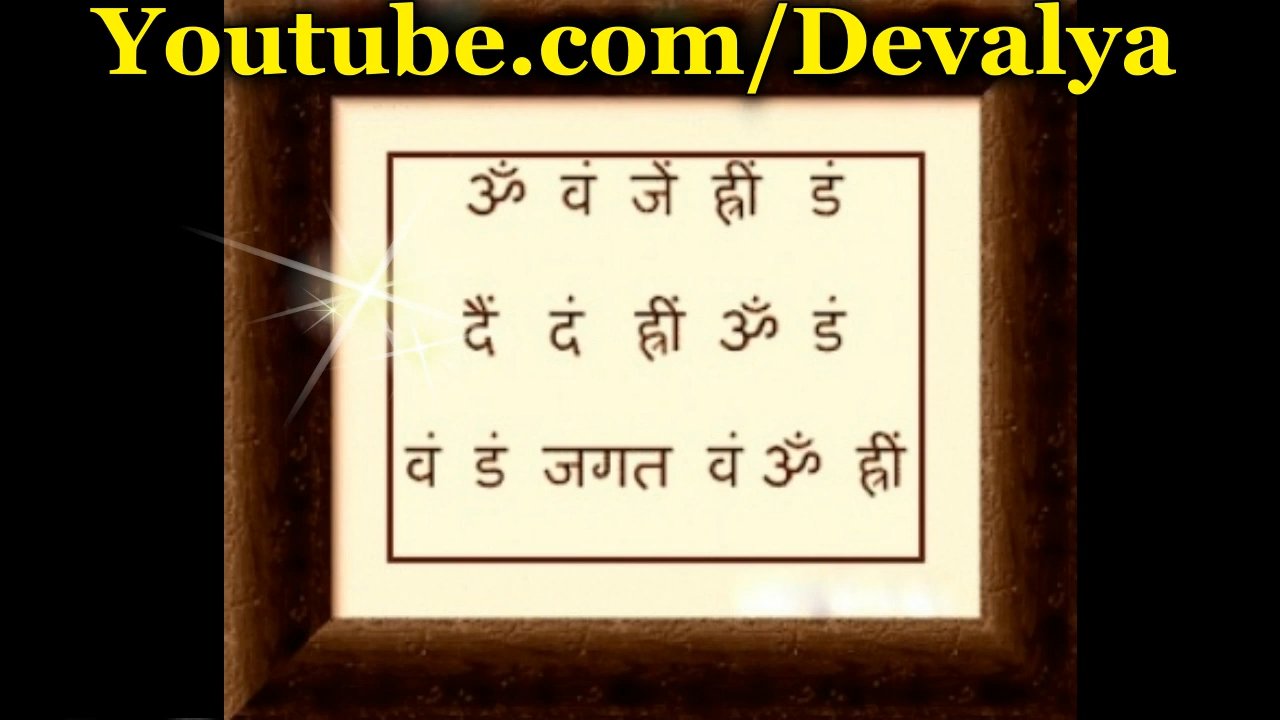 Youtube.com/Devalya
ॐ वं जें ह्रीं डं
दैं दं ह्रीं ॐ डं
वं डं जगत वं ॐ ह्रीं